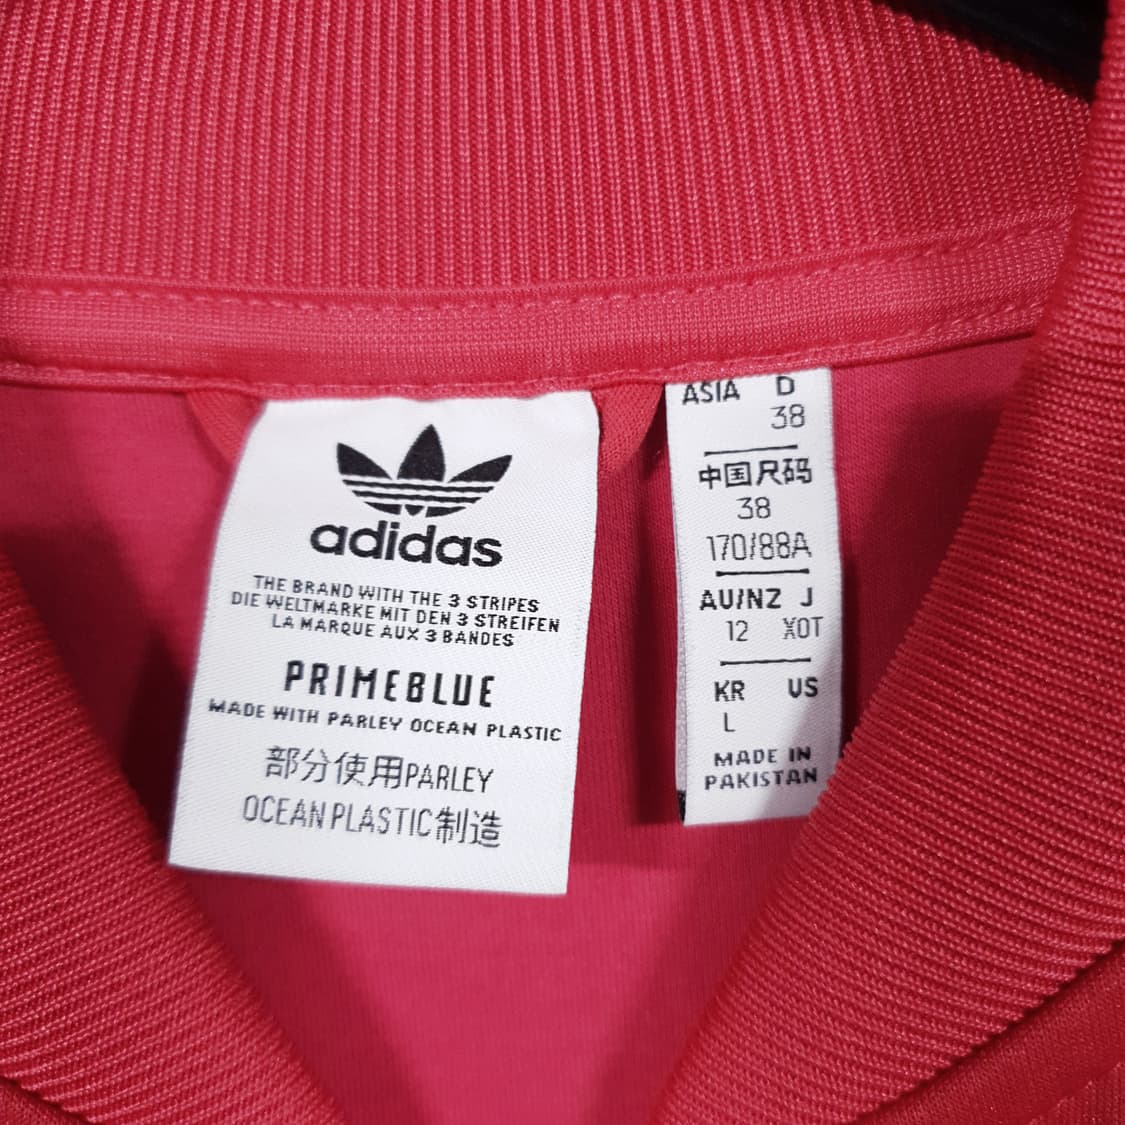 adidas
THE BRAND WITH THE 3 STRIPES
DIE WELTMARKE MIT DEN 3 STREIFEN
LA MARQUE AUX 3 BANDES
PRIMEBLUE
MADE WITH PARLEY OCEAN PLASTIC
部分使用PARLEY
OCEAN PLASTIC制造
ASIA D
38
中国尺码
38
170/88A
AU/NZ J
12 XOT
KR US
L
MADE IN
PAKISTAN